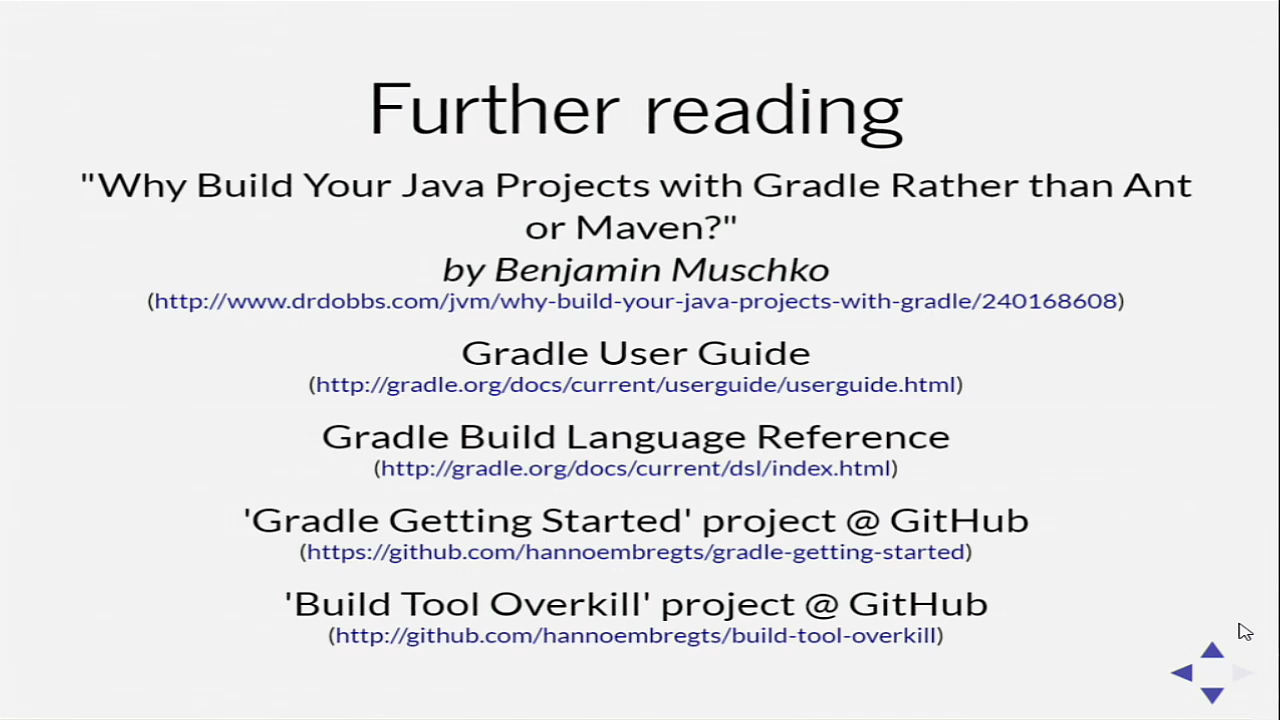 Further reading
"Why Build Your Java Projects with Gradle Rather than Ant
or Maven?"
by Benjamin Muschko
(http://www.drdobbs.com/jvm/why-build-your-java-projects-with-gradle/240168608)
Gradle User Guide
(http://gradle.org/docs/current/userguide/userguide.html)
Gradle Build Language Reference
(http://gradle.org/docs/current/dsl/index.html)
'Gradle Getting Started' project @ GitHub
(https://github.com/hannoembregts/gradle-getting-started)
'Build Tool Overkill' project @ GitHub
(http://github.com/hannoembregts/build-tool-overkill)